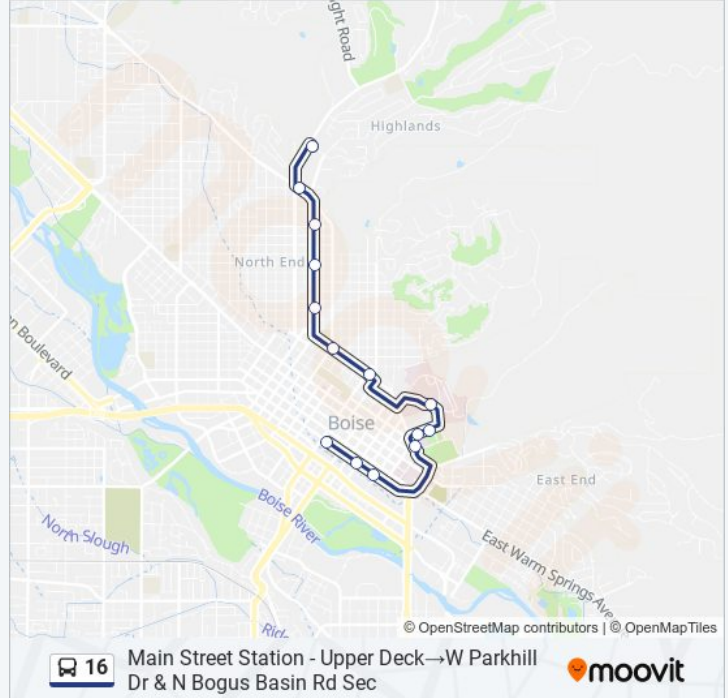 ght Road
Highlands
North End
n Boulevard
Boise
East End
Boise River
North Slough
East Warm Springs Ave
Rid
© OpenStreetMap contributors | © OpenMapTiles
16
Main Street Station - Upper Deck→W Parkhill
Dr & N Bogus Basin Rd Sec
moovit